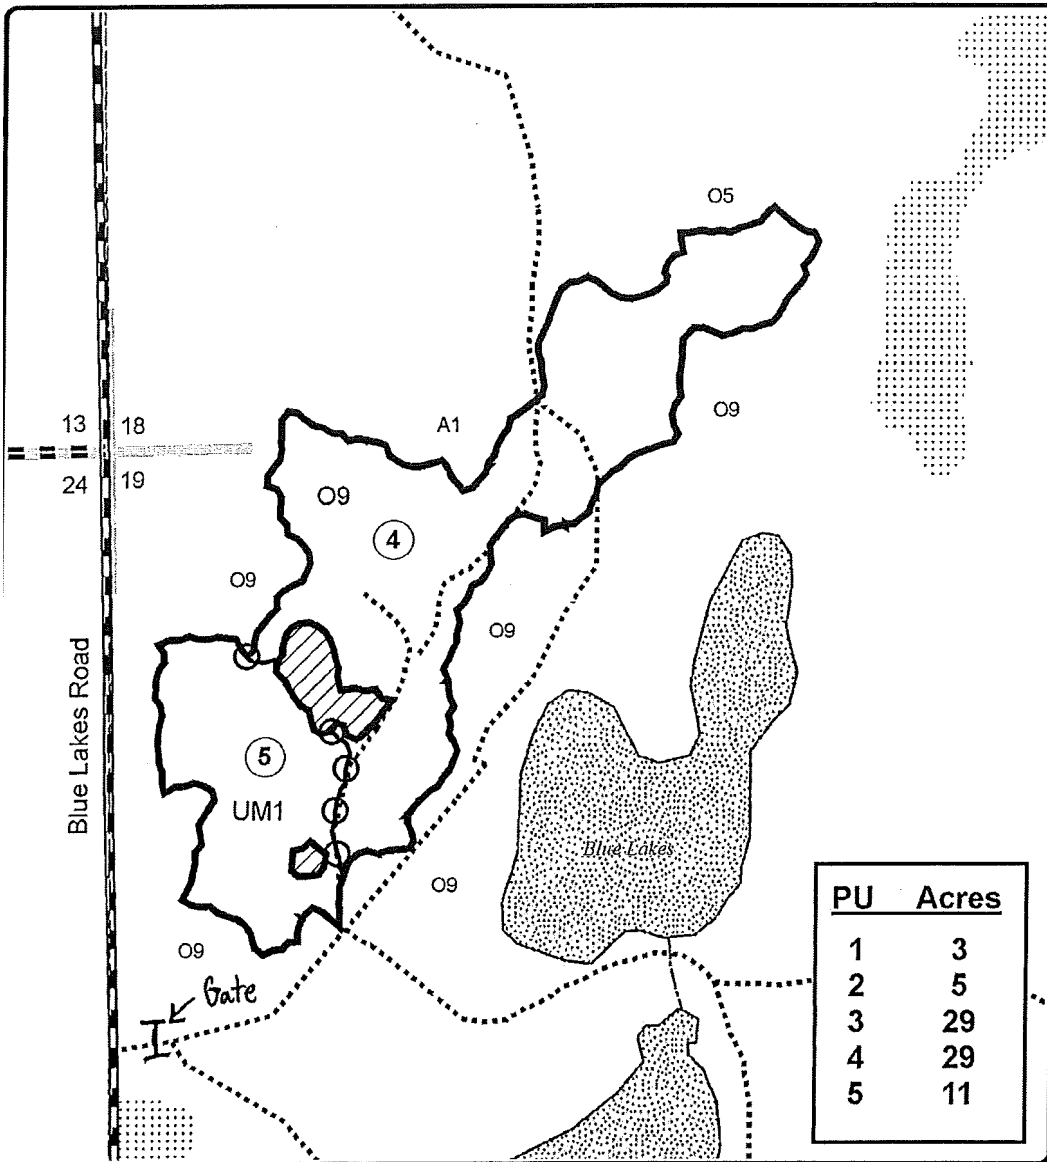 O5
O9
A1
13 18
24 19
O9
4
O9
O9
Blue Lakes Road
5
UM1
Blue Lakes
O9
O9
Gate
PU Acres
1 3
2 5
3 29
4 29
5 11